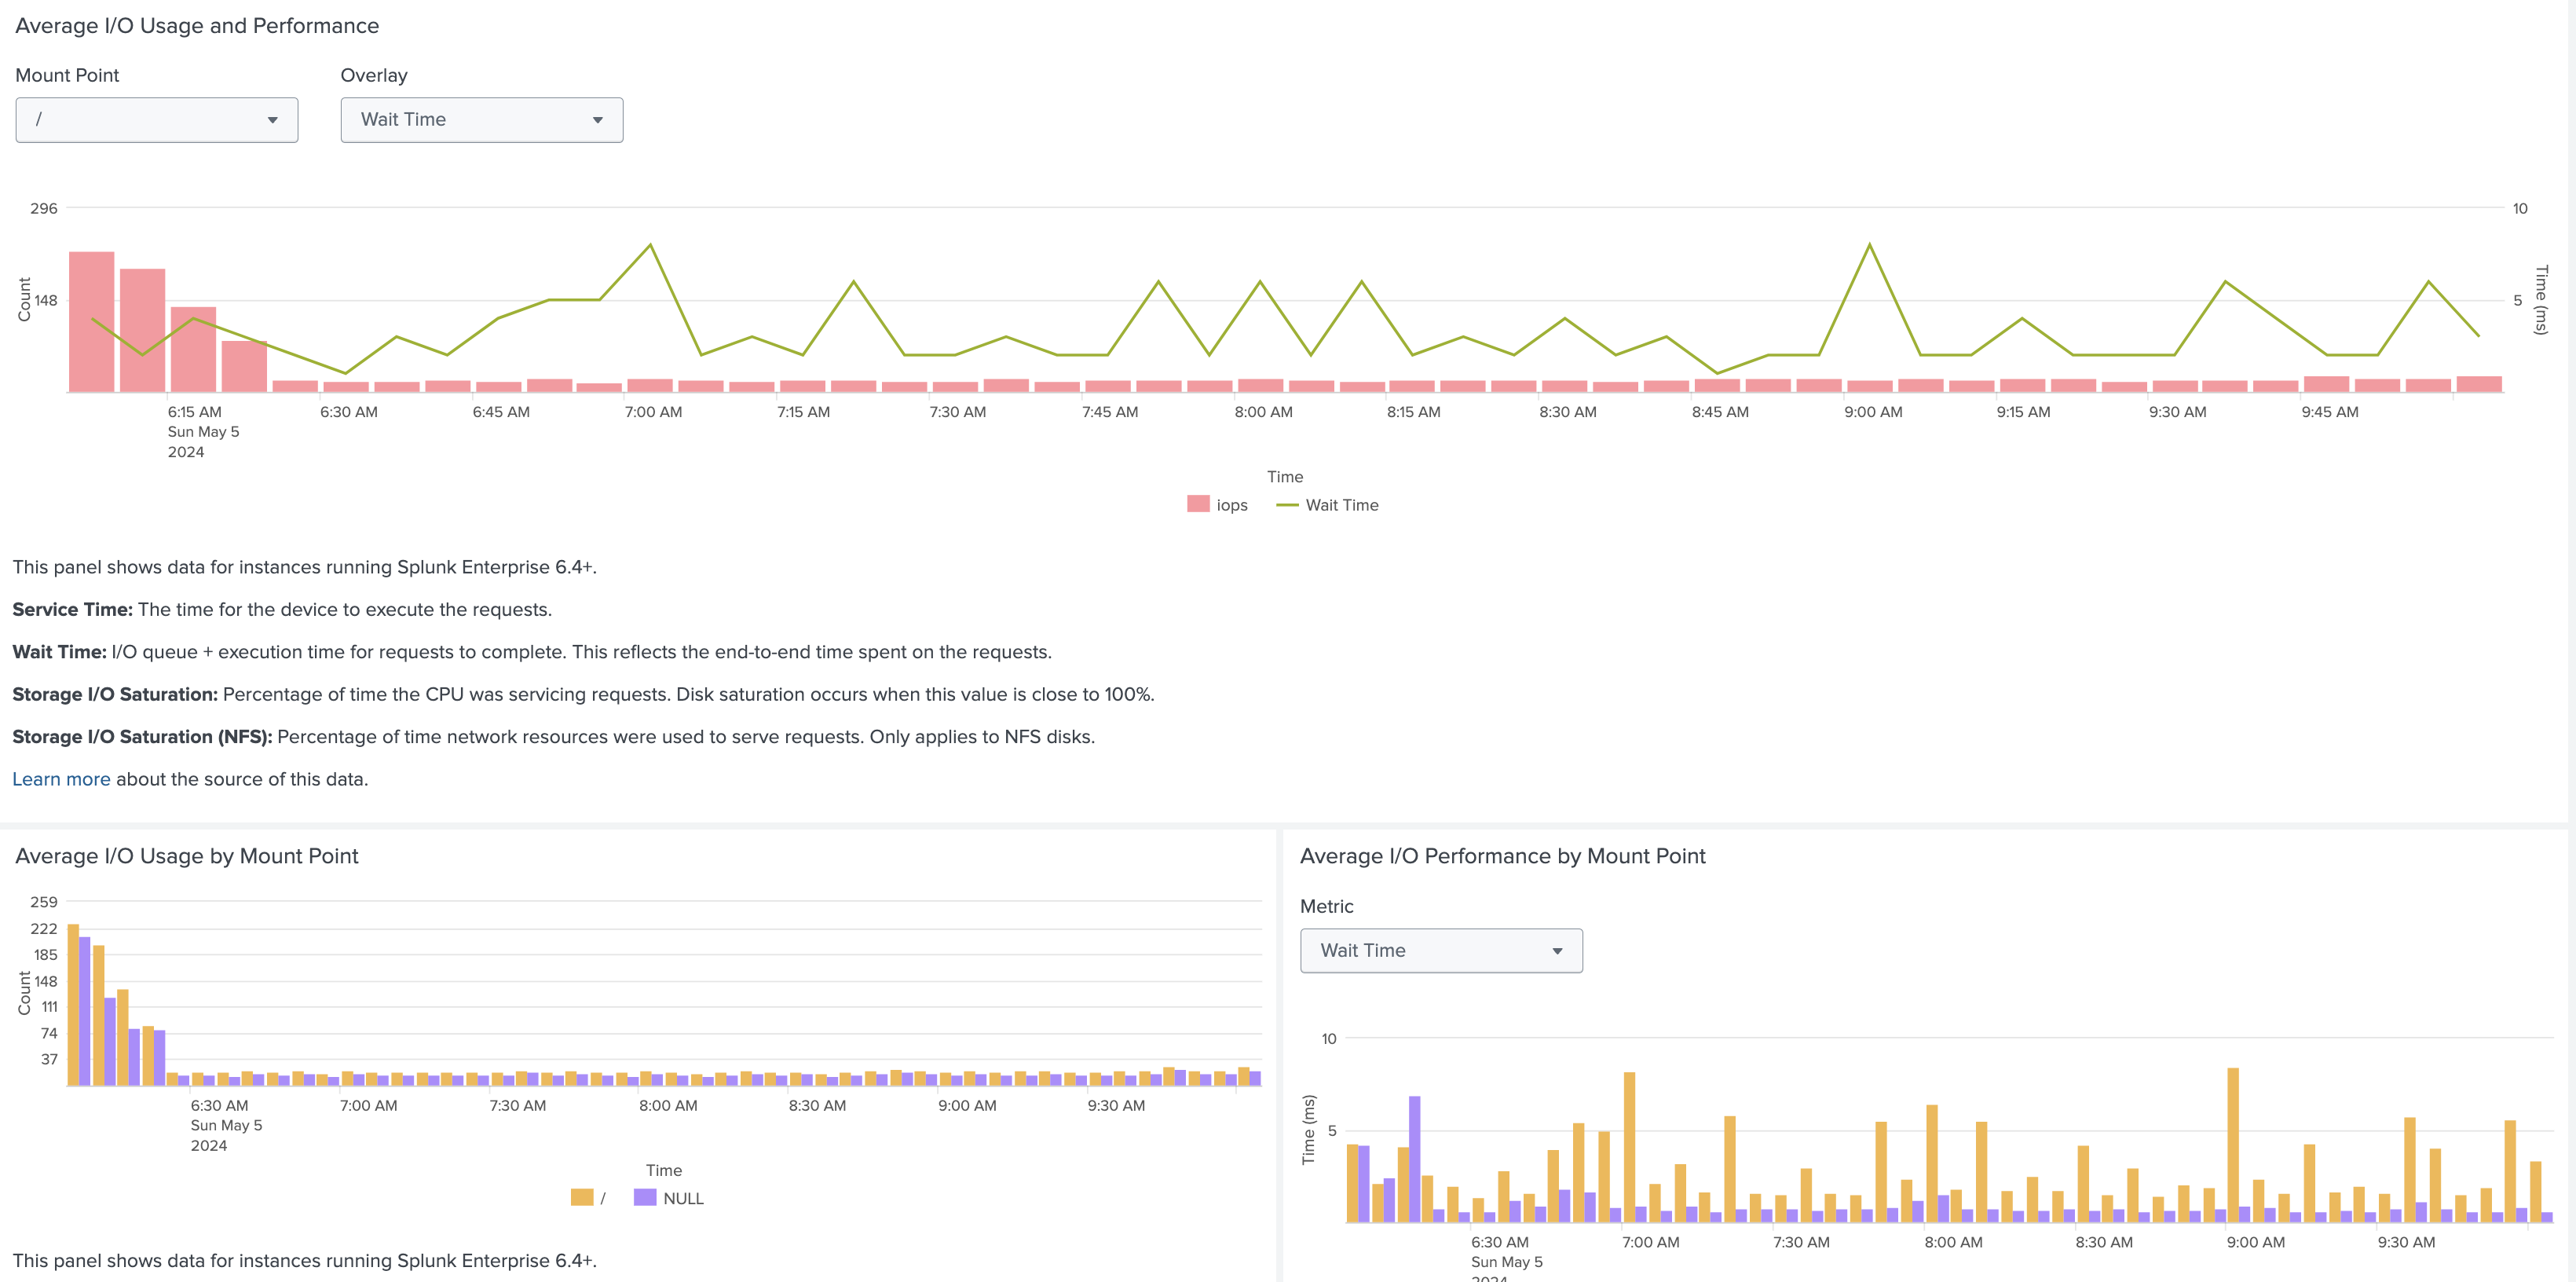 Average I/O Usage and Performance
Mount Point
Overlay
/
Wait Time
296
10
148
5
Count
Time (ms)
6:15 AM 6:30 AM 6:45 AM 7:00 AM 7:15 AM 7:30 AM 7:45 AM 8:00 AM 8:15 AM 8:30 AM 8:45 AM 9:00 AM 9:15 AM 9:30 AM 9:45 AM
Sun May 5
2024
Time
iops Wait Time
This panel shows data for instances running Splunk Enterprise 6.4+.
Service Time: The time for the device to execute the requests.
Wait Time: I/O queue + execution time for requests to complete. This reflects the end-to-end time spent on the requests.
Storage I/O Saturation: Percentage of time the CPU was servicing requests. Disk saturation occurs when this value is close to 100%.
Storage I/O Saturation (NFS): Percentage of time network resources were used to serve requests. Only applies to NFS disks.
Learn more about the source of this data.
Average I/O Usage by Mount Point
259
222
185
148
111
74
37
Count
6:30 AM 7:00 AM 7:30 AM 8:00 AM 8:30 AM 9:00 AM 9:30 AM
Sun May 5
2024
Time
/ NULL
This panel shows data for instances running Splunk Enterprise 6.4+.
Average I/O Performance by Mount Point
Metric
Wait Time
10
5
Time (ms)
6:30 AM 7:00 AM 7:30 AM 8:00 AM 8:30 AM 9:00 AM 9:30 AM
Sun May 5
2024